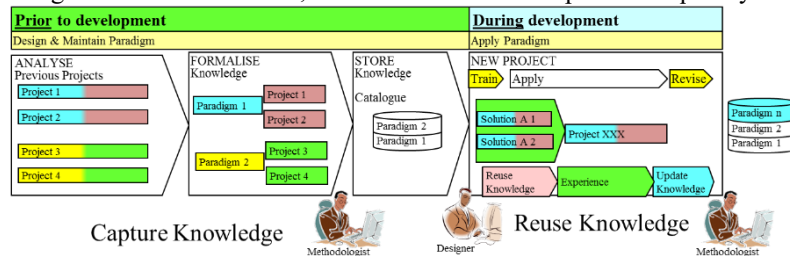 Prior to development
During development
Design & Maintain Paradigm
Apply Paradigm
ANALYSE
Previous Projects
Project 1
Project 2
Project 3
Project 4
FORMALISE
Knowledge
Paradigm 1
Project 1
Project 2
Paradigm 2
Project 3
Project 4
STORE
Knowledge
Catalogue
Paradigm 2
Paradigm 1
NEW PROJECT
Train
Apply
Revise
Solution A 1
Solution A 2
Project XXX
Reuse
Knowledge
Experience
Update
Knowledge
Paradigm n
Paradigm 2
Paradigm 1
Capture Knowledge
Methodologist
Designer
Reuse Knowledge
Methodologist